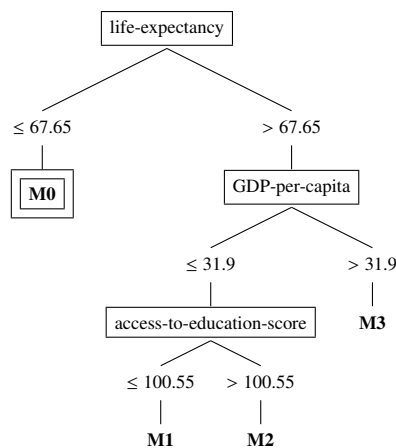 life-expectancy
≤ 67.65
> 67.65
M0
GDP-per-capita
≤ 31.9
> 31.9
access-to-education-score
M3
≤ 100.55
> 100.55
M1
M2